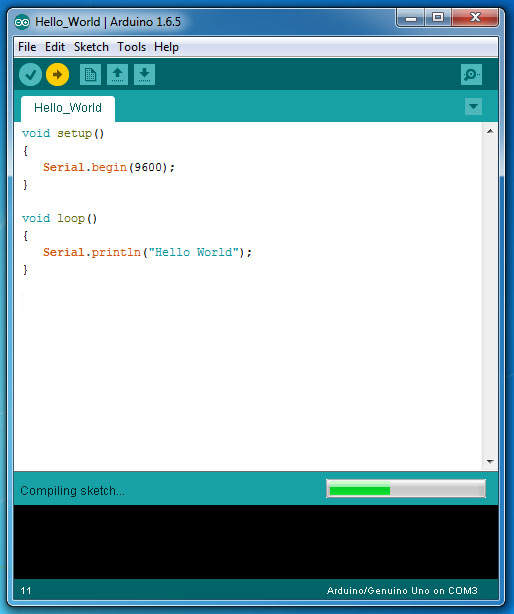 Hello_World | Arduino 1.6.5
File Edit Sketch Tools Help
Hello_World
void setup()
{
Serial.begin(9600);
}
void loop()
{
Serial.println("Hello World");
}
Compiling sketch...
11 Arduino/Genuino Uno on COM3